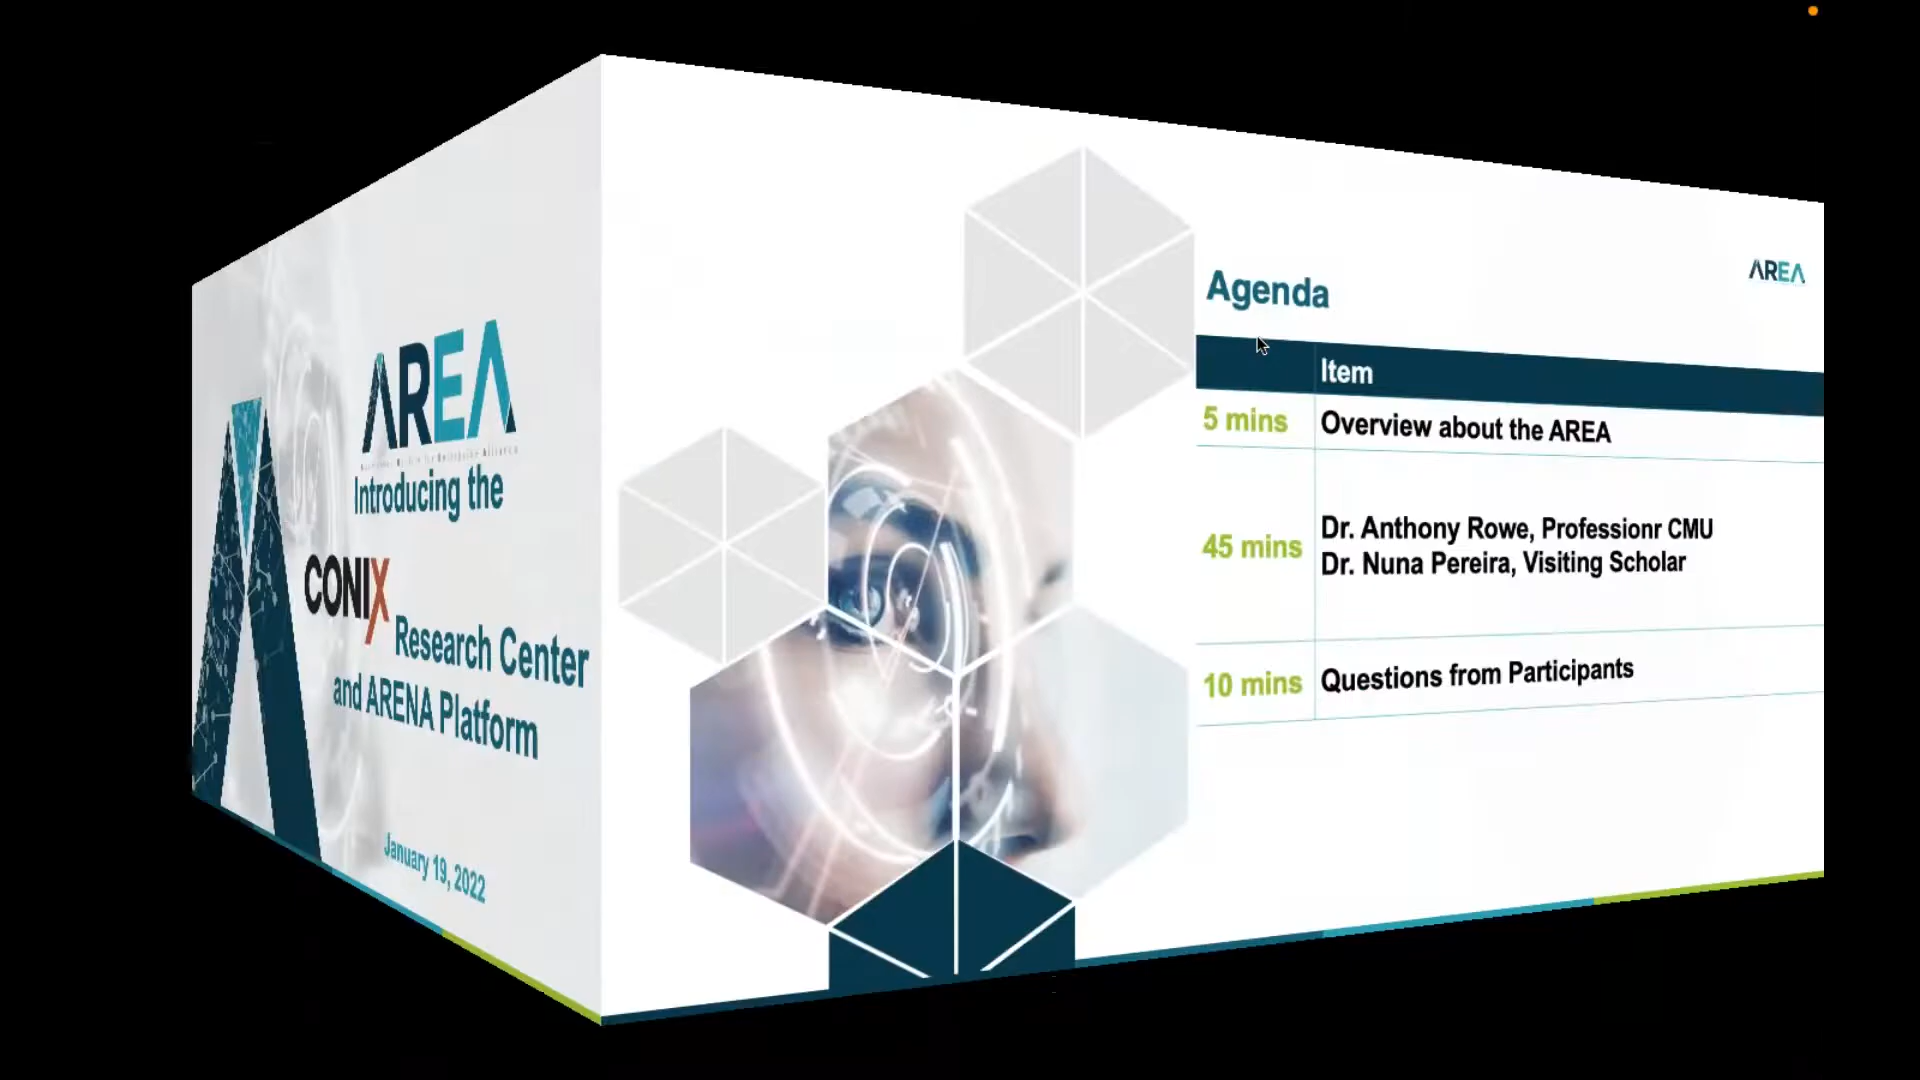 AREA
Introducing the
CONIX
Research Center
and ARENA Platform
January 19, 2022
AREA
Agenda
Item
5 mins
Overview about the AREA
45 mins
Dr. Anthony Rowe, Professionr CMU
Dr. Nuna Pereira, Visiting Scholar
10 mins
Questions from Participants